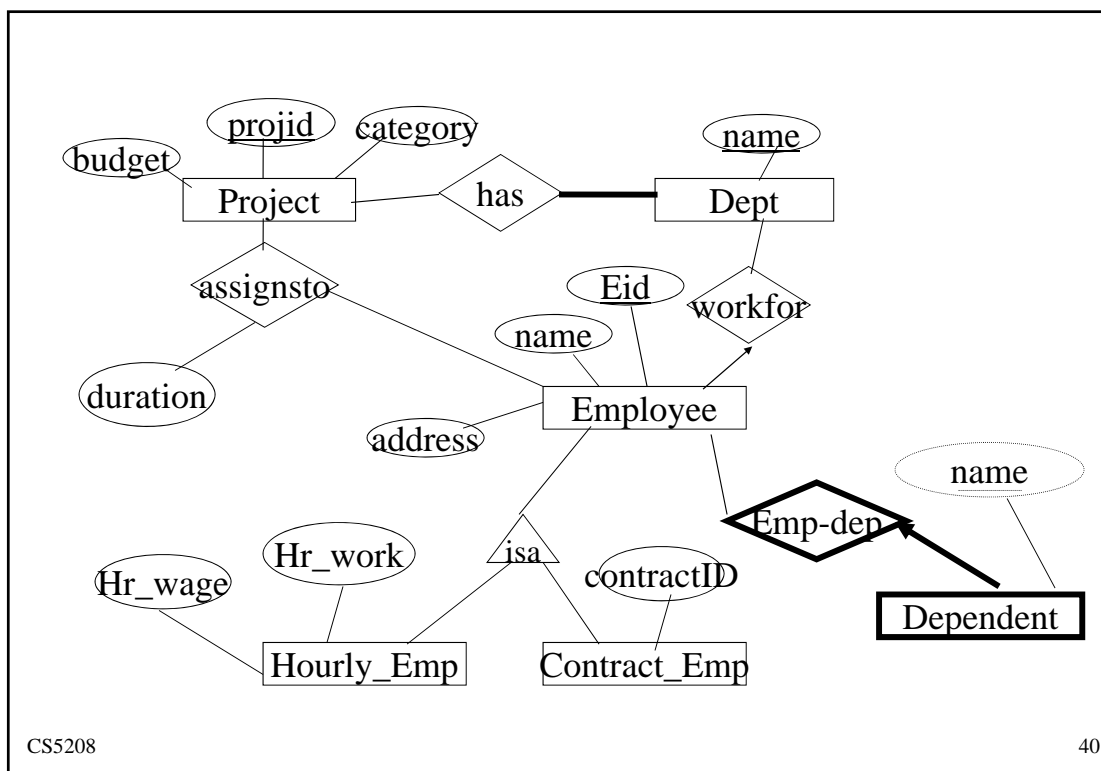 projid
category
name
budget
Project
has
Dept
assignsto
Eid
workfor
name
duration
Employee
address
name
Emp-dep
Hr_work
isa
contractID
Hr_wage
Dependent
Hourly_Emp
Contract_Emp
CS5208
40